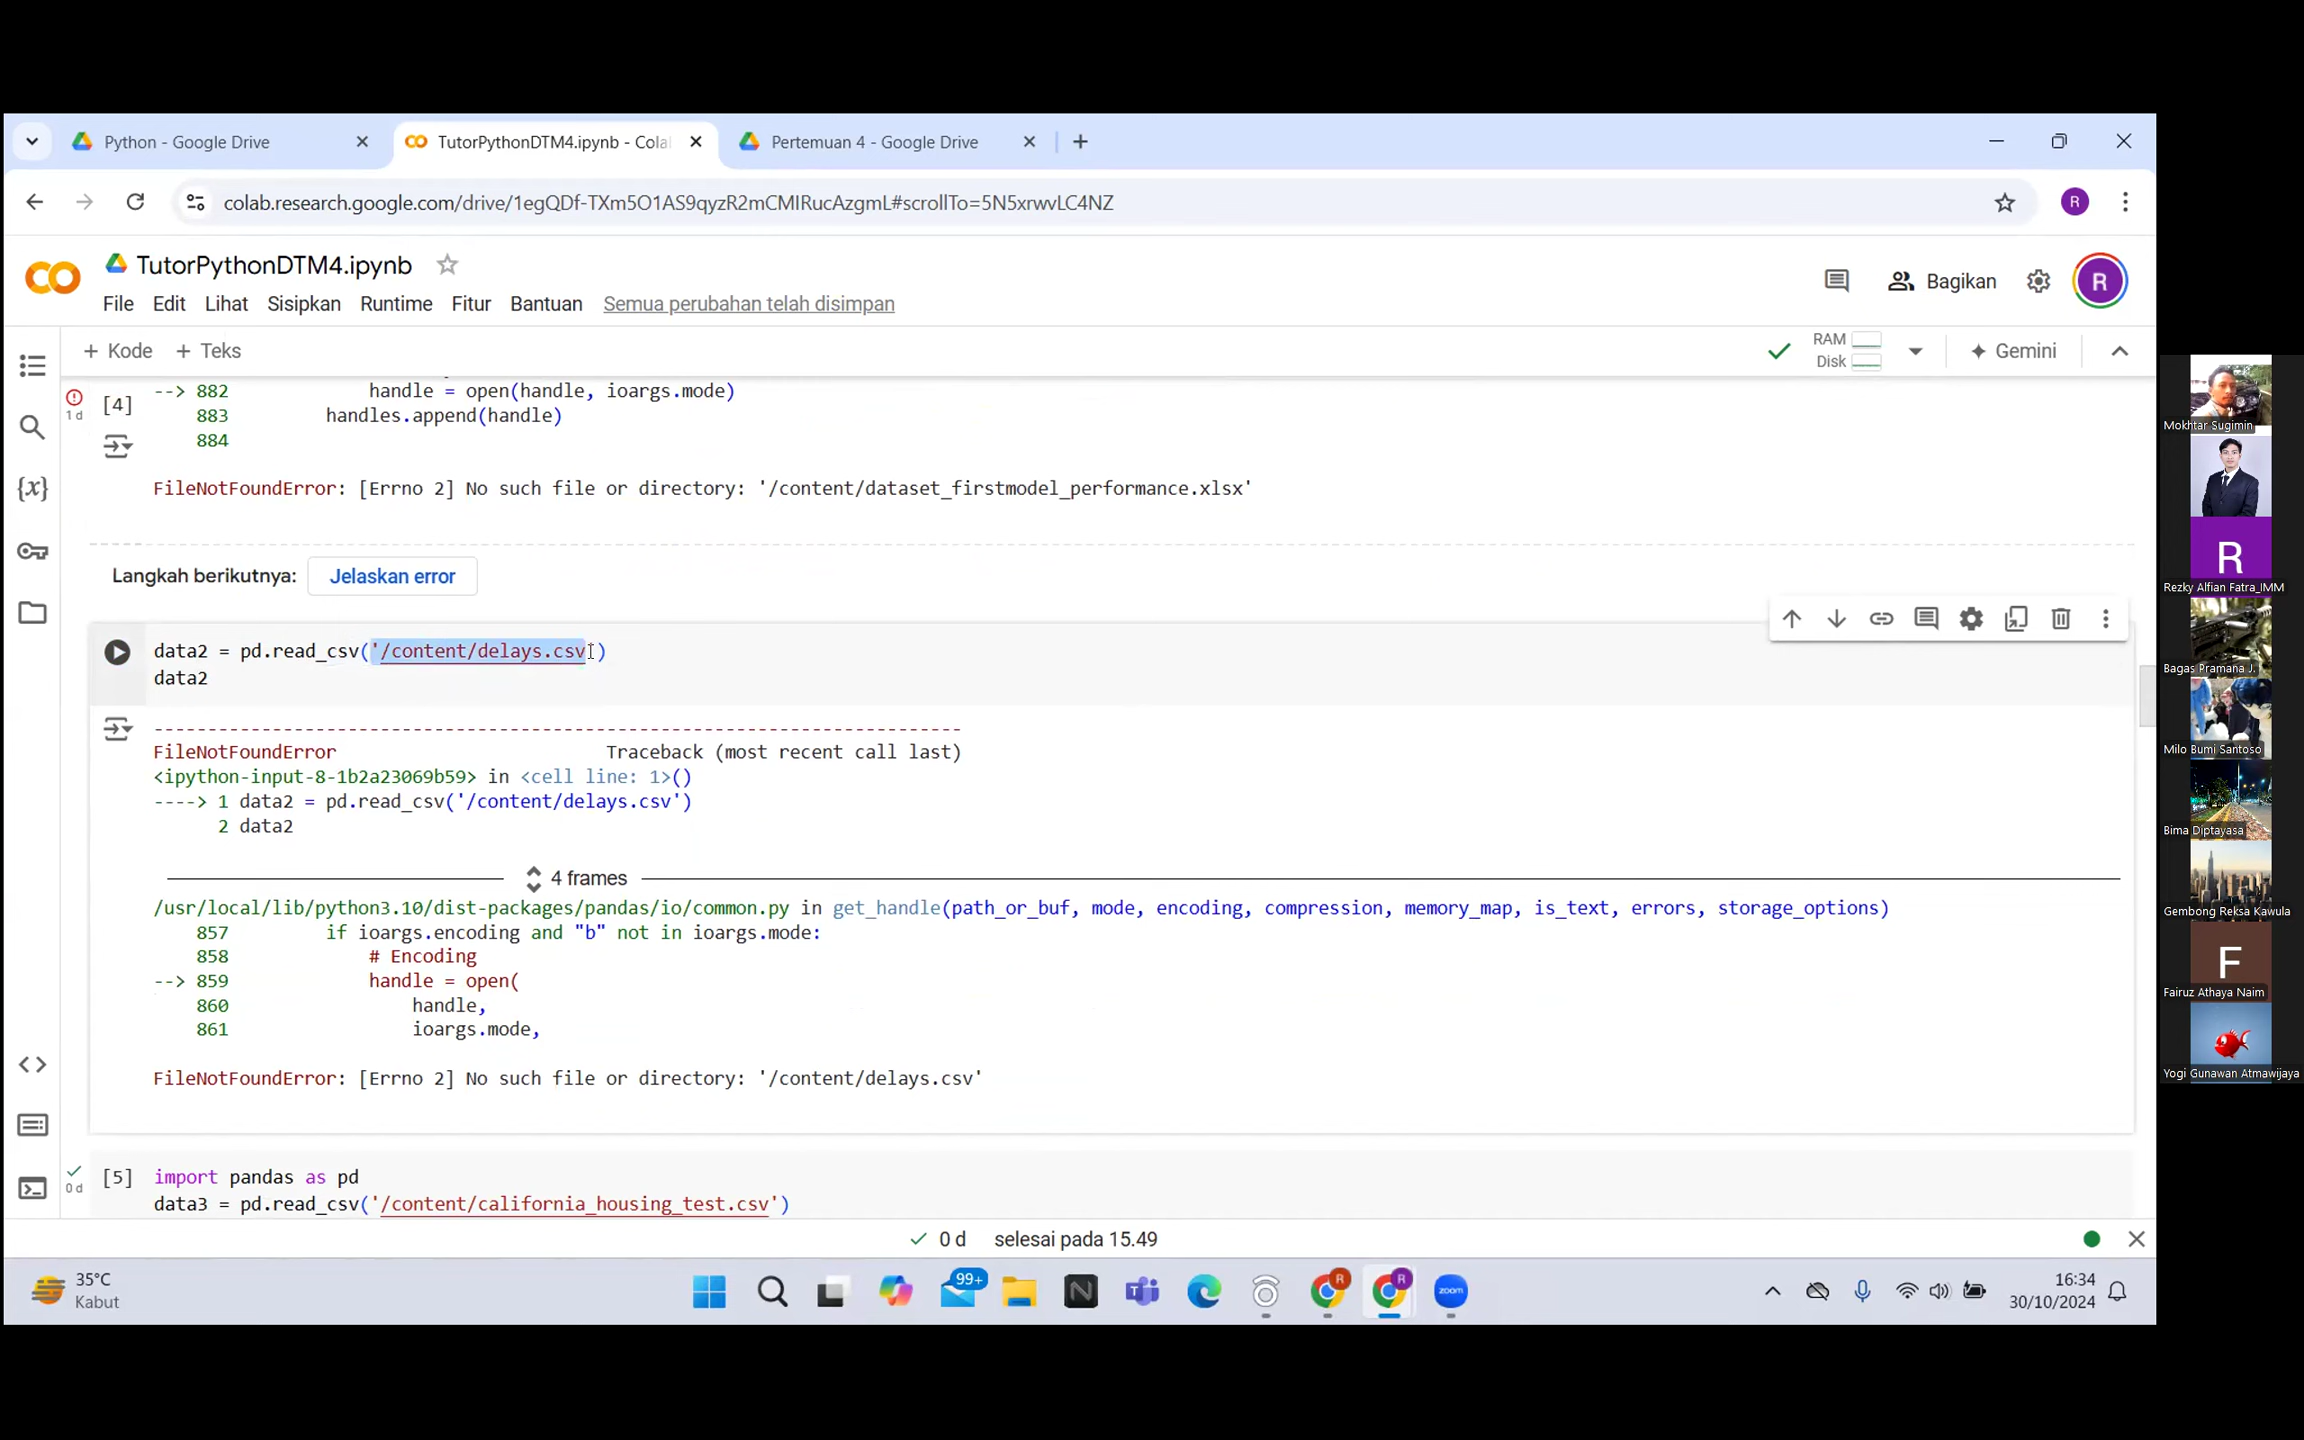 Python - Google Drive
TutorPythonDTM4.ipynb - Cola
Pertemuan 4 - Google Drive
colab.research.google.com/drive/1egQDf-TXm5O1AS9qyzR2mCMIRucAzgmL#scrollTo=5N5xrwvLC4NZ
R
TutorPythonDTM4.ipynb
Bagikan
R
File Edit Lihat Sisipkan Runtime Fitur Bantuan Semua perubahan telah disimpan
+ Kode + Teks
RAM
Disk
Gemini
1 d
[4]
--> 882 handle = open(handle, ioargs.mode)
883 handles.append(handle)
884
FileNotFoundError: [Errno 2] No such file or directory: '/content/dataset_firstmodel_performance.xlsx'
Langkah berikutnya: Jelaskan error
data2 = pd.read_csv('/content/delays.csv')
data2
---------------------------------------------------------------------------
FileNotFoundError Traceback (most recent call last)
<ipython-input-8-1b2a23069b59> in <cell line: 1>()
----> 1 data2 = pd.read_csv('/content/delays.csv')
2 data2
4 frames
/usr/local/lib/python3.10/dist-packages/pandas/io/common.py in get_handle(path_or_buf, mode, encoding, compression, memory_map, is_text, errors, storage_options)
857 if ioargs.encoding and "b" not in ioargs.mode:
858 # Encoding
--> 859 handle = open(
860 handle,
861 ioargs.mode,
FileNotFoundError: [Errno 2] No such file or directory: '/content/delays.csv'
0 d
[5]
import pandas as pd
data3 = pd.read_csv('/content/california_housing_test.csv')
0 d selesai pada 15.49
35°C
Kabut
99+
N
R
R
zoom
16:34
30/10/2024
Mokhtar Sugimin
R
Rezky Alfian Fatra_IMM
Bagas Pramana J.
Milo Bumi Santoso
Bima Diptayasa
Gembong Reksa Kawula
F
Fairuz Athaya Naim
Yogi Gunawan Atmawijaya